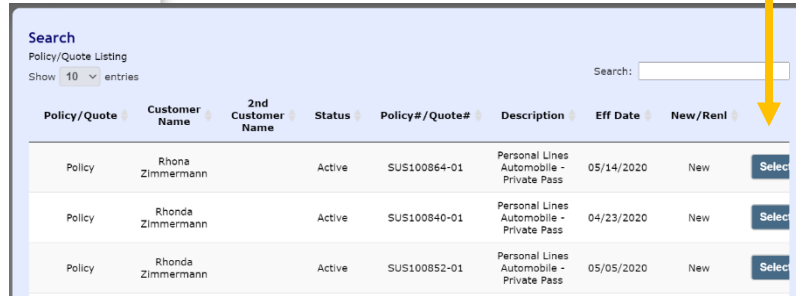 Search
Policy/Quote Listing
Show 10 entries
Search:
Policy/Quote Customer Name 2nd Customer Name Status Policy#/Quote# Description Eff Date New/Renl
Policy Rhona Zimmermann Active SUS100864-01 Personal Lines Automobile - Private Pass 05/14/2020 New Select
Policy Rhonda Zimmermann Active SUS100840-01 Personal Lines Automobile - Private Pass 04/23/2020 New Select
Policy Rhonda Zimmermann Active SUS100852-01 Personal Lines Automobile - Private Pass 05/05/2020 New Select